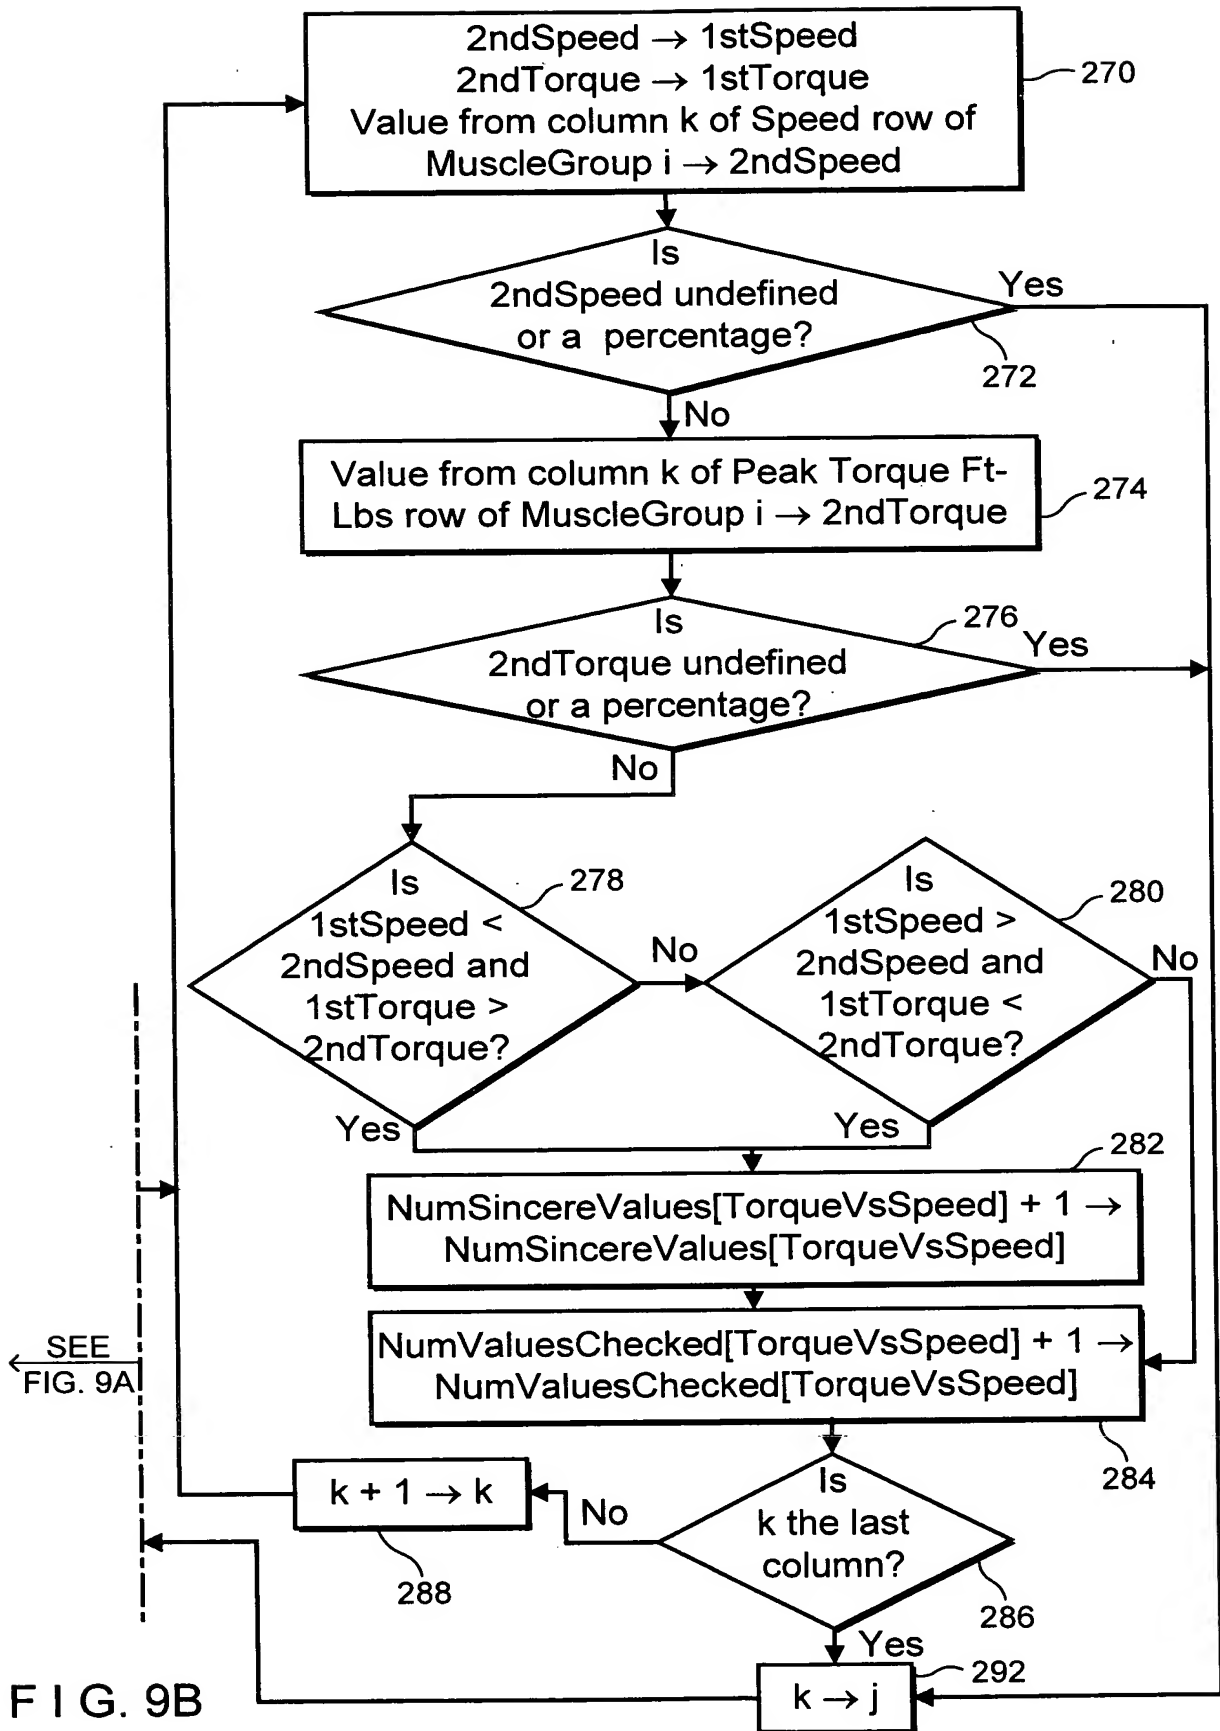 2ndSpeed → 1stSpeed
2ndTorque → 1stTorque
Value from column k of Speed row of
MuscleGroup i → 2ndSpeed
270
Is
2ndSpeed undefined
or a percentage?
Yes
272
No
Value from column k of Peak Torque Ft-
Lbs row of MuscleGroup i → 2ndTorque
274
Is
2ndTorque undefined
or a percentage?
276
Yes
No
Is
1stSpeed <
2ndSpeed and
1stTorque >
2ndTorque?
278
No
Is
1stSpeed >
2ndSpeed and
1stTorque <
2ndTorque?
280
No
Yes
Yes
282
NumSincereValues[TorqueVsSpeed] + 1 →
NumSincereValues[TorqueVsSpeed]
NumValuesChecked[TorqueVsSpeed] + 1 →
NumValuesChecked[TorqueVsSpeed]
284
SEE
FIG. 9A
k + 1 → k
288
No
Is
k the last
column?
286
Yes
292
k → j
FIG. 9B